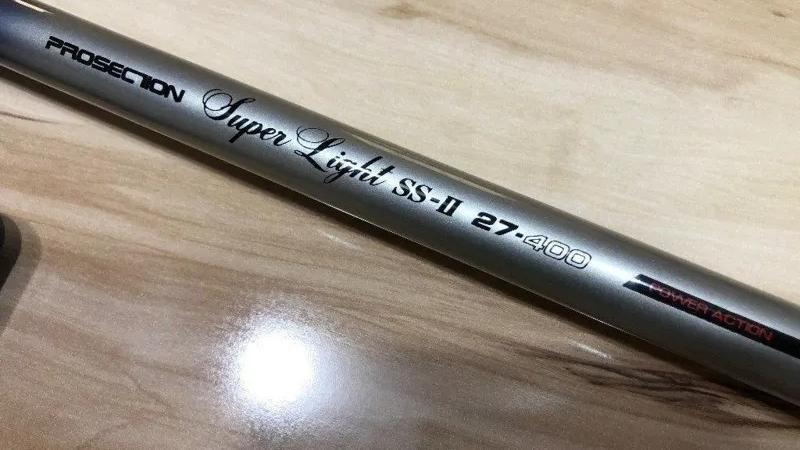 PROSECTION Super Light SS-II 27-400
POWER ACTION